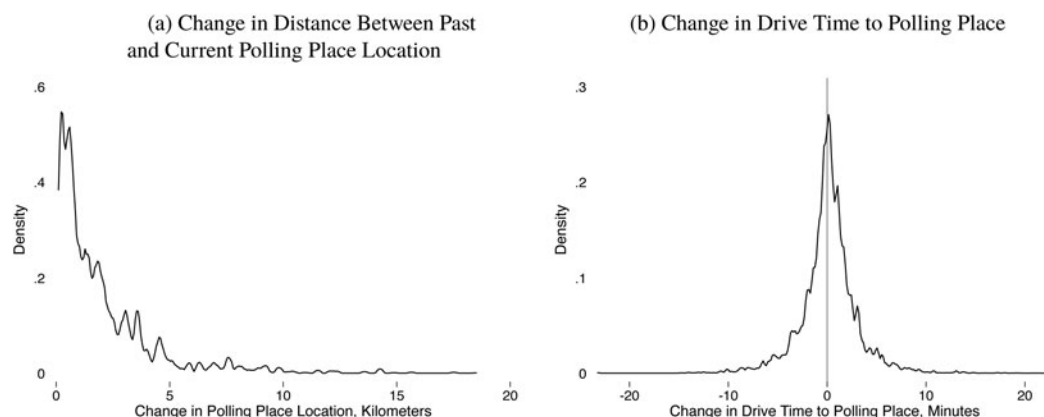 (a) Change in Distance Between Past
and Current Polling Place Location
.6
.4
.2
0
Density
0 5 10 15 20
Change in Polling Place Location, Kilometers
(b) Change in Drive Time to Polling Place
.3
.2
.1
0
Density
-20 -10 0 10 20
Change in Drive Time to Polling Place, Minutes